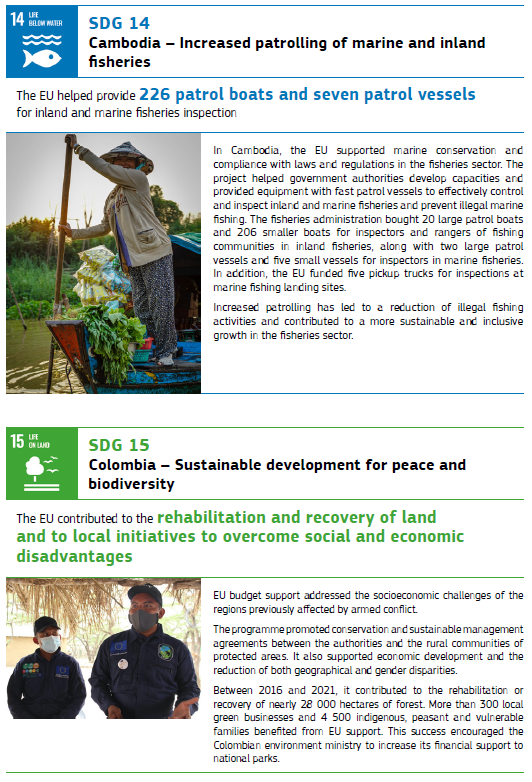 14 LIFE
BELOW WATER
SDG 14
Cambodia – Increased patrolling of marine and inland
fisheries
The EU helped provide 226 patrol boats and seven patrol vessels
for inland and marine fisheries inspection
In Cambodia, the EU supported marine conservation and
compliance with laws and regulations in the fisheries sector. The
project helped government authorities develop capacities and
provided equipment with fast patrol vessels to effectively control
and inspect inland and marine fisheries and prevent illegal marine
fishing. The fisheries administration bought 20 large patrol boats
and 206 smaller boats for inspectors and rangers of fishing
communities in inland fisheries, along with two large patrol
vessels and five small vessels for inspectors in marine fisheries.
In addition, the EU funded five pickup trucks for inspections at
marine fishing landing sites.
Increased patrolling has led to a reduction of illegal fishing
activities and contributed to a more sustainable and inclusive
growth in the fisheries sector.
15 LIFE
ON LAND
SDG 15
Colombia – Sustainable development for peace and
biodiversity
The EU contributed to the rehabilitation and recovery of land
and to local initiatives to overcome social and economic
disadvantages
EU budget support addressed the socioeconomic challenges of the
regions previously affected by armed conflict.
The programme promoted conservation and sustainable management
agreements between the authorities and the rural communities of
protected areas. It also supported economic development and the
reduction of both geographical and gender disparities.
Between 2016 and 2021, it contributed to the rehabilitation or
recovery of nearly 28 000 hectares of forest. More than 300 local
green businesses and 4 500 indigenous, peasant and vulnerable
families benefited from EU support. This success encouraged the
Colombian environment ministry to increase its financial support to
national parks.